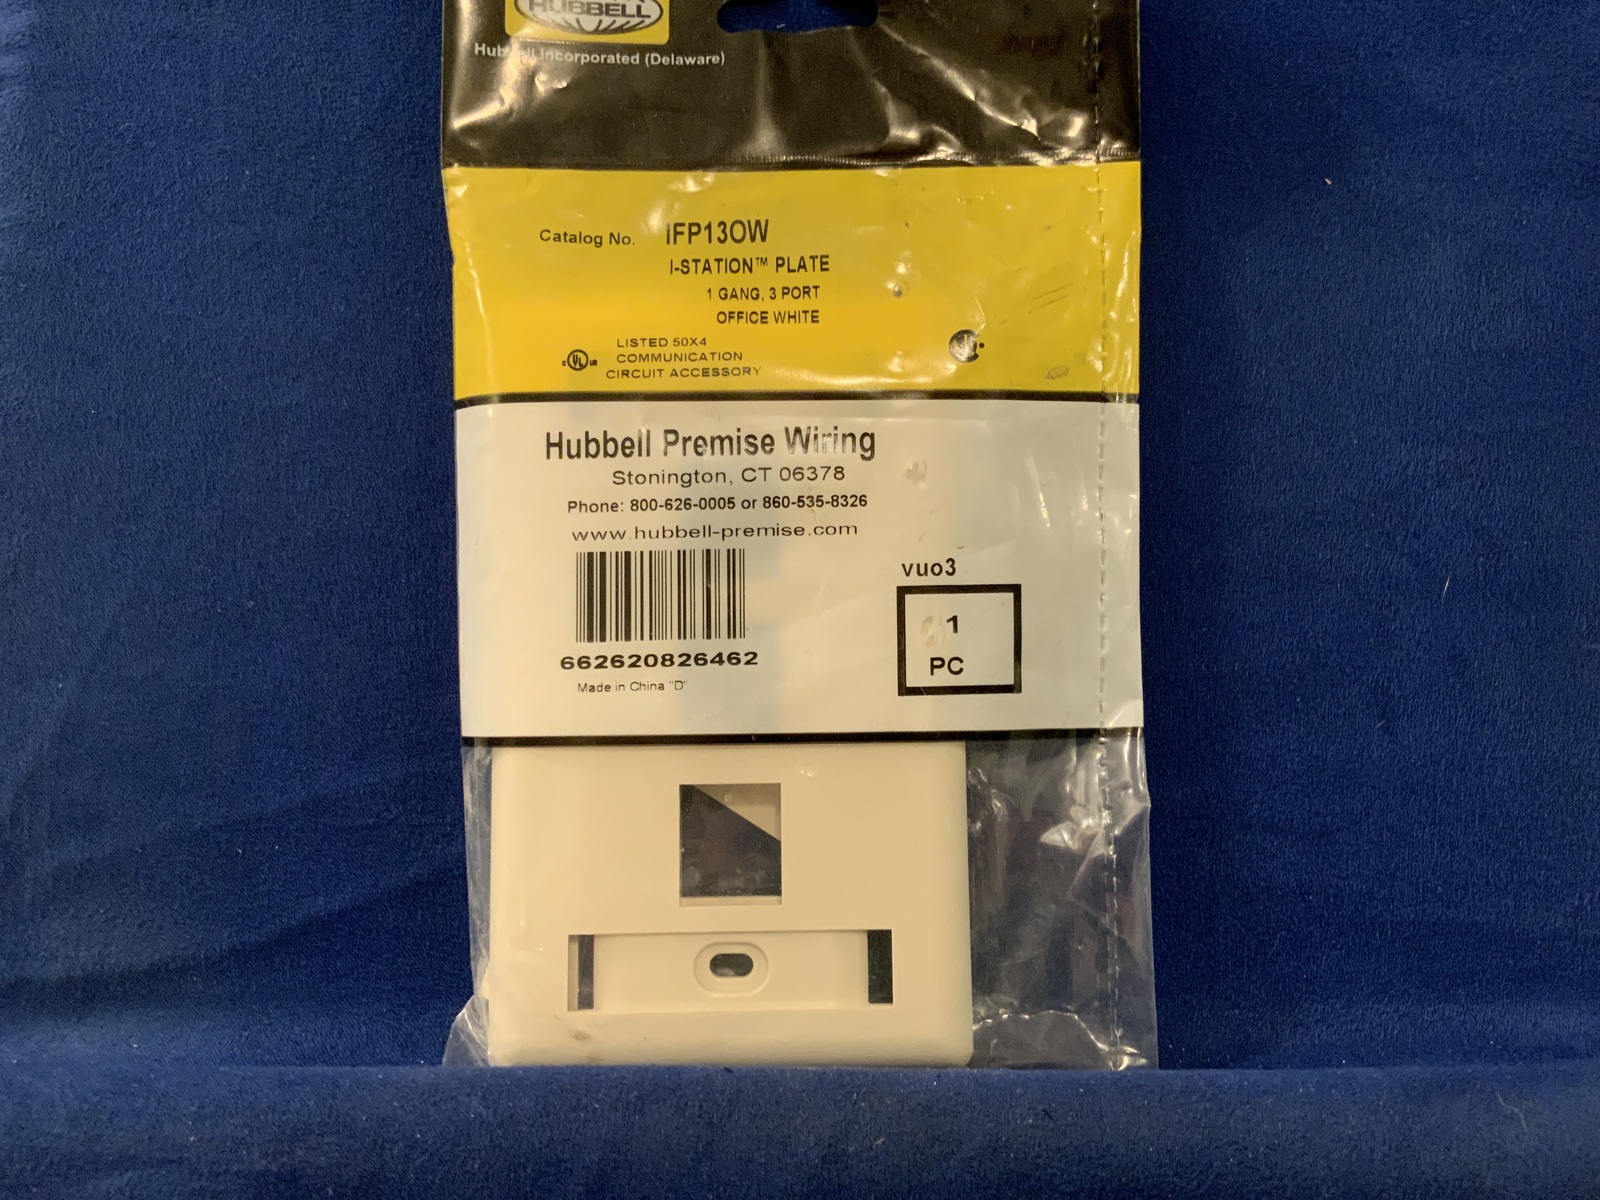 HUBBELL
Hubbell Incorporated (Delaware)
Catalog No. IFP13OW
I-STATION™ PLATE
1 GANG, 3 PORT
OFFICE WHITE
LISTED 50X4
COMMUNICATION
CIRCUIT ACCESSORY
C UL US
Hubbell Premise Wiring
Stonington, CT 06378
Phone: 800-626-0005 or 860-535-8326
www.hubbell-premise.com
662620826462
Made in China "D"
vuo3
1
PC